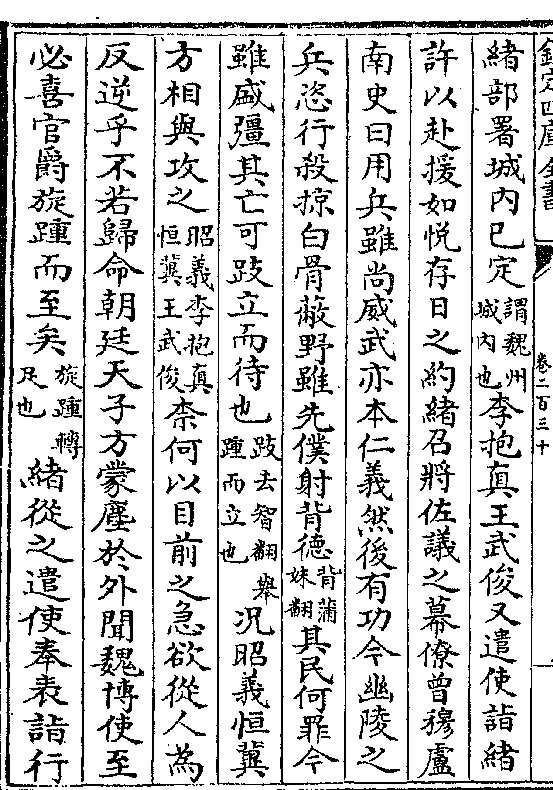 欽定四庫全書
卷二百三十
緒部署城内已定謂魏州城内也李抱真王武俊又遣使詣緒
許以赴援如悦存日之約緒召將佐議之幕僚曾穆盧
南史曰用兵雖尚威武亦本仁義然後有功今幽陵之
兵恣行殺掠白骨蔽野雖先僕射背德背蒲妹翻其民何罪今
雖盛彊其亡可跂立而待也跂去智翻舉踵而立也況昭義恒冀
方相與攻之昭義李抱真恒冀王武俊柰何以目前之急欲從人為
反逆乎不若歸命朝廷天子方蒙塵於外聞魏博使至
必喜官爵旋踵而至矣旋踵轉足也緒從之遣使奉表詣行